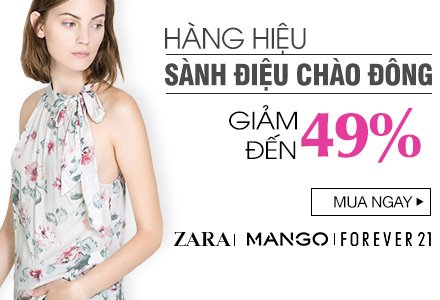 HÀNG HIỆU
SÀNH ĐIỆU CHÀO ĐÔNG
GIẢM ĐẾN 49%
MUA NGAY
ZARA | MANGO | FOREVER 21